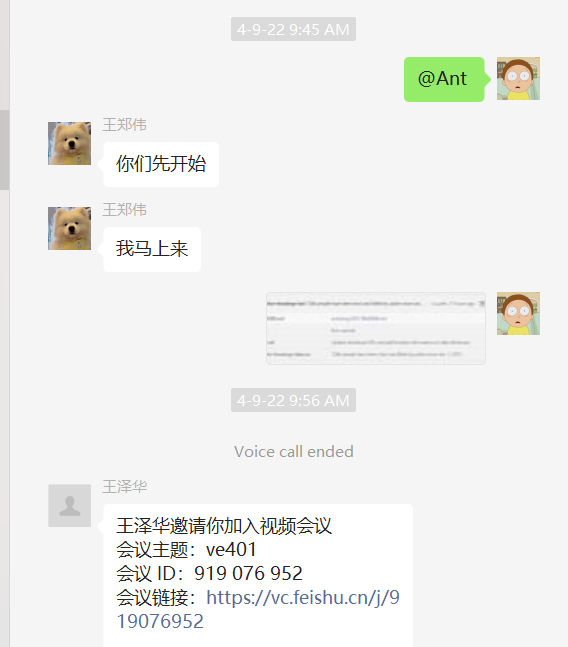 4-9-22 9:45 AM
@Ant
王郑伟
你们先开始
王郑伟
我马上来
4-9-22 9:56 AM
Voice call ended
王泽华
王泽华邀请你加入视频会议
会议主题：ve401
会议 ID：919 076 952
会议链接：https://vc.feishu.cn/j/9
19076952